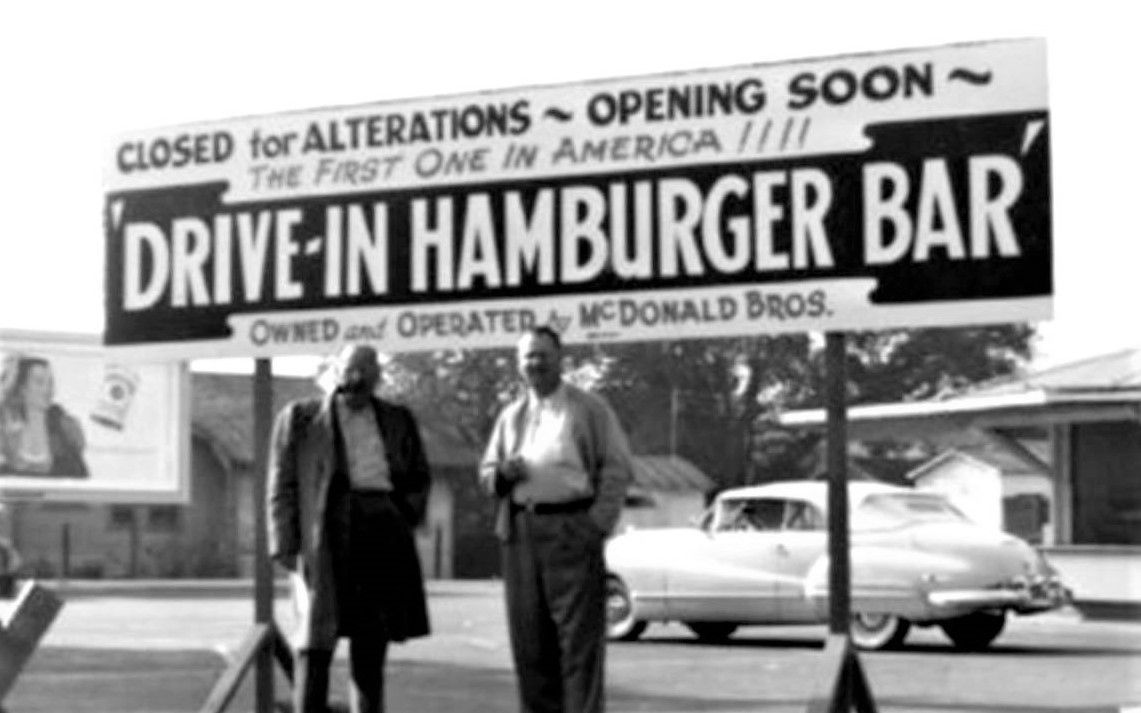 CLOSED for ALTERATIONS ~ OPENING SOON ~
THE FIRST ONE IN AMERICA !!!!
'DRIVE-IN HAMBURGER BAR'
OWNED and OPERATED by McDONALD BROS.